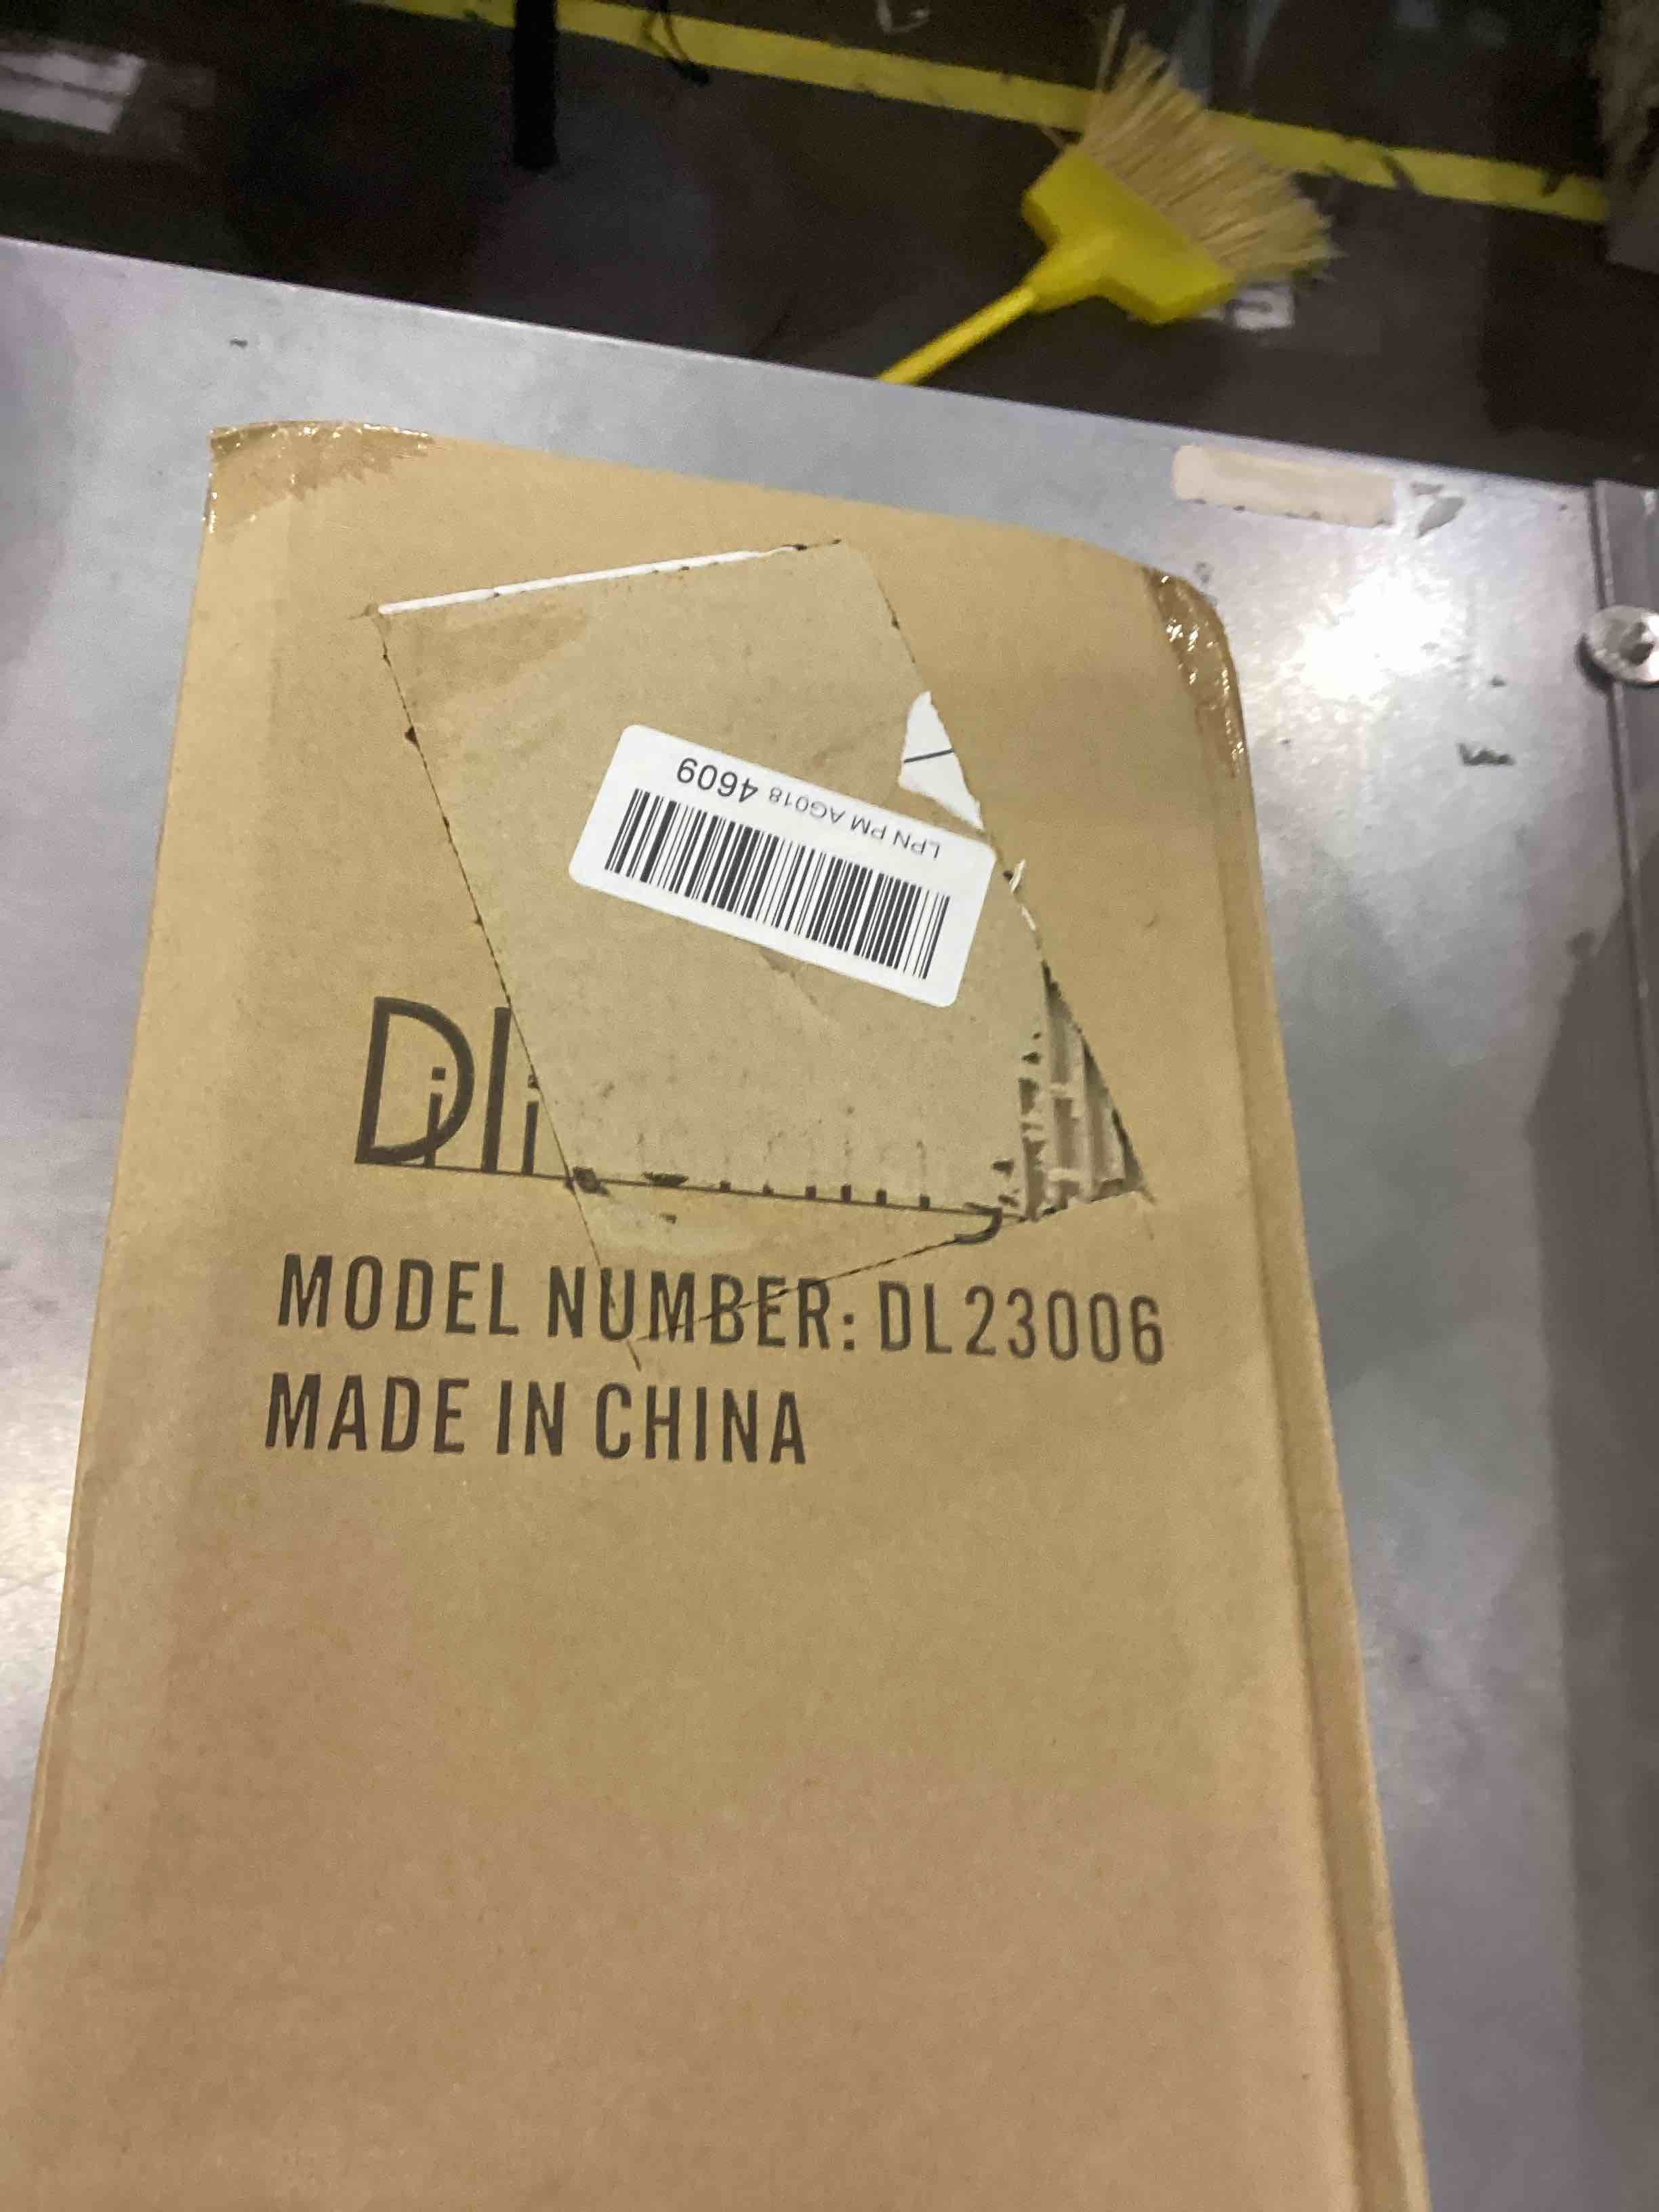 LPN PM AG018 4609
MODEL NUMBER: DL23006
MADE IN CHINA